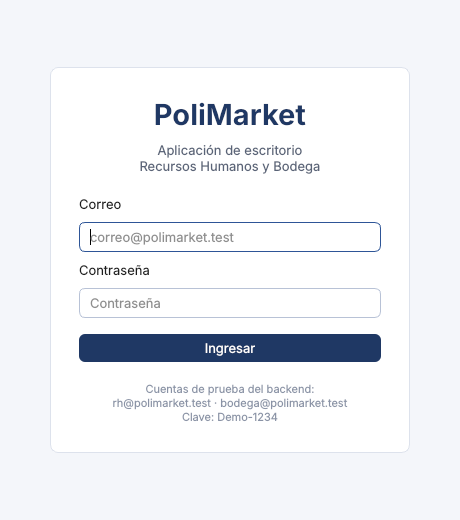 PoliMarket
Aplicación de escritorio
Recursos Humanos y Bodega
Correo
correo@polimarket.test
Contraseña
Contraseña
Ingresar
Cuentas de prueba del backend:
rh@polimarket.test · bodega@polimarket.test
Clave: Demo-1234